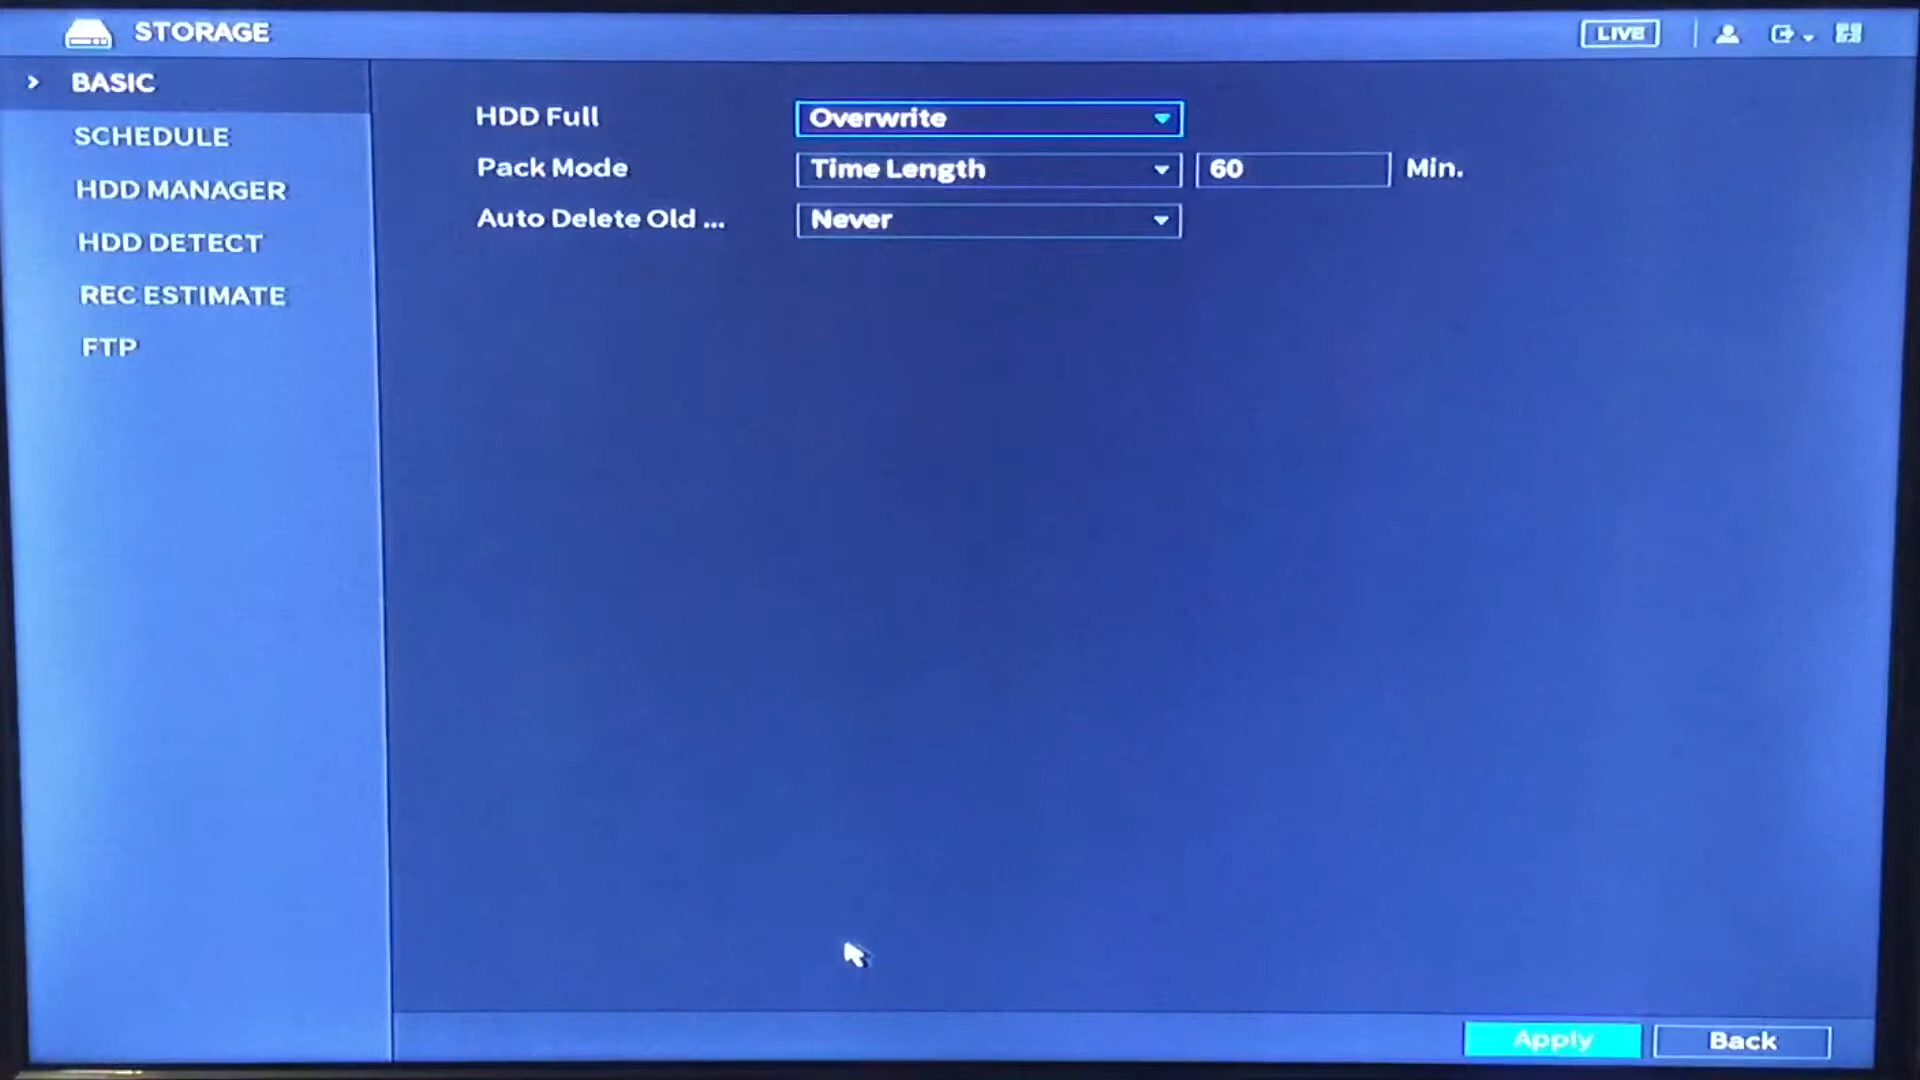 STORAGE
LIVE
BASIC
SCHEDULE
HDD MANAGER
HDD DETECT
REC ESTIMATE
FTP
HDD Full Overwrite
Pack Mode Time Length 60 Min.
Auto Delete Old ... Never
Apply Back